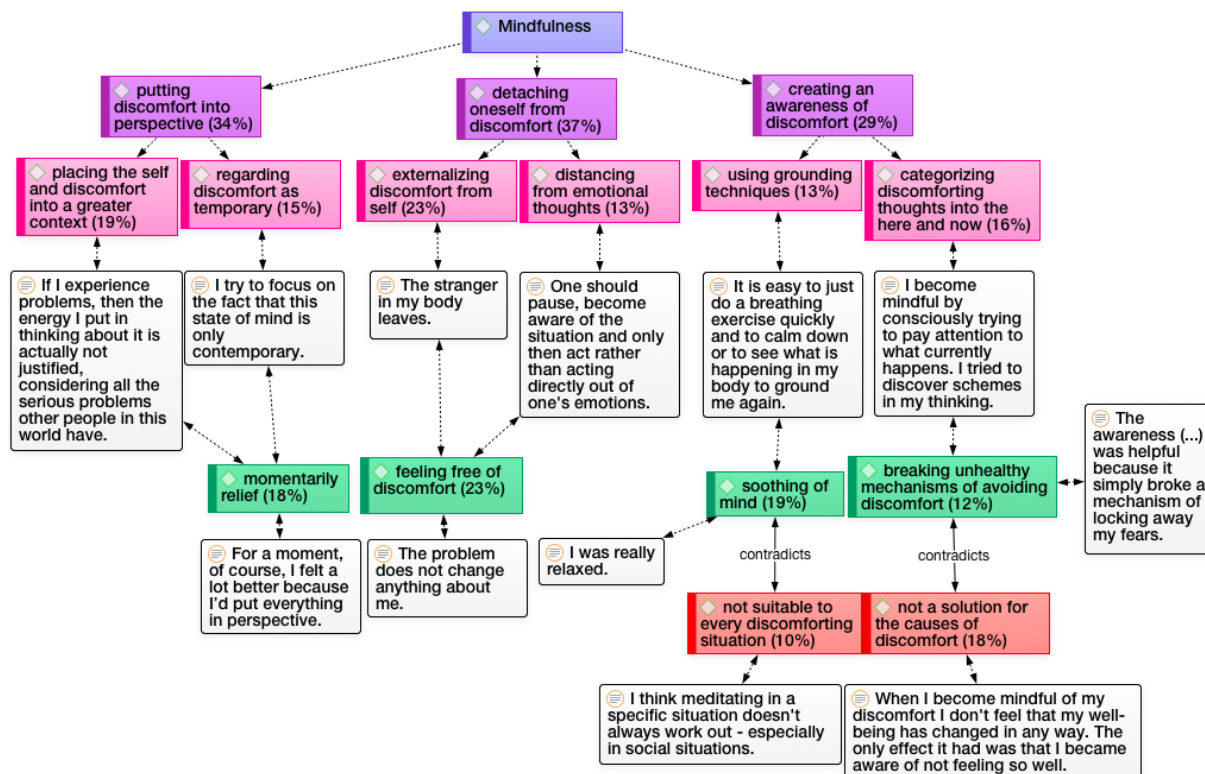 Mindfulness
putting
discomfort into
perspective (34%)
detaching
oneself from
discomfort (37%)
creating an
awareness of
discomfort (29%)
placing the self
and discomfort
into a greater
context (19%)
regarding
discomfort as
temporary (15%)
externalizing
discomfort from
self (23%)
distancing
from emotional
thoughts (13%)
using grounding
techniques (13%)
categorizing
discomforting
thoughts into the
here and now (16%)
If I experience
problems, then the
energy I put in
thinking about it is
actually not
justified,
considering all the
serious problems
other people in this
world have.
I try to focus on
the fact that this
state of mind is
only
contemporary.
The stranger
in my body
leaves.
One should
pause, become
aware of the
situation and only
then act rather
than acting
directly out of
one's emotions.
It is easy to just
do a breathing
exercise quickly
and to calm down
or to see what is
happening in my
body to ground
me again.
I become
mindful by
consciously trying
to pay attention to
what currently
happens. I tried to
discover schemes
in my thinking.
The
awareness (...)
was helpful
because it
simply broke a
mechanism of
locking away
my fears.
momentarily
relief (18%)
feeling free of
discomfort (23%)
soothing of
mind (19%)
breaking unhealthy
mechanisms of avoiding
discomfort (12%)
For a moment,
of course, I felt a
lot better because
I'd put everything
in perspective.
The problem
does not change
anything about
me.
I was really
relaxed.
contradicts
contradicts
not suitable to
every discomforting
situation (10%)
not a solution for
the causes of
discomfort (18%)
I think meditating in a
specific situation doesn't
always work out - especially
in social situations.
When I become mindful of my
discomfort I don't feel that my well-
being has changed in any way. The
only effect it had was that I became
aware of not feeling so well.